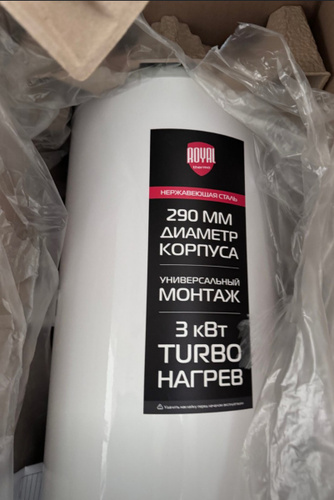 ROYAL
НЕРЖАВЕЮЩАЯ СТАЛЬ
290 ММ
ДИАМЕТР
КОРПУСА
УНИВЕРСАЛЬНЫЙ
МОНТАЖ
3 кВт
TURBO
НАГРЕВ